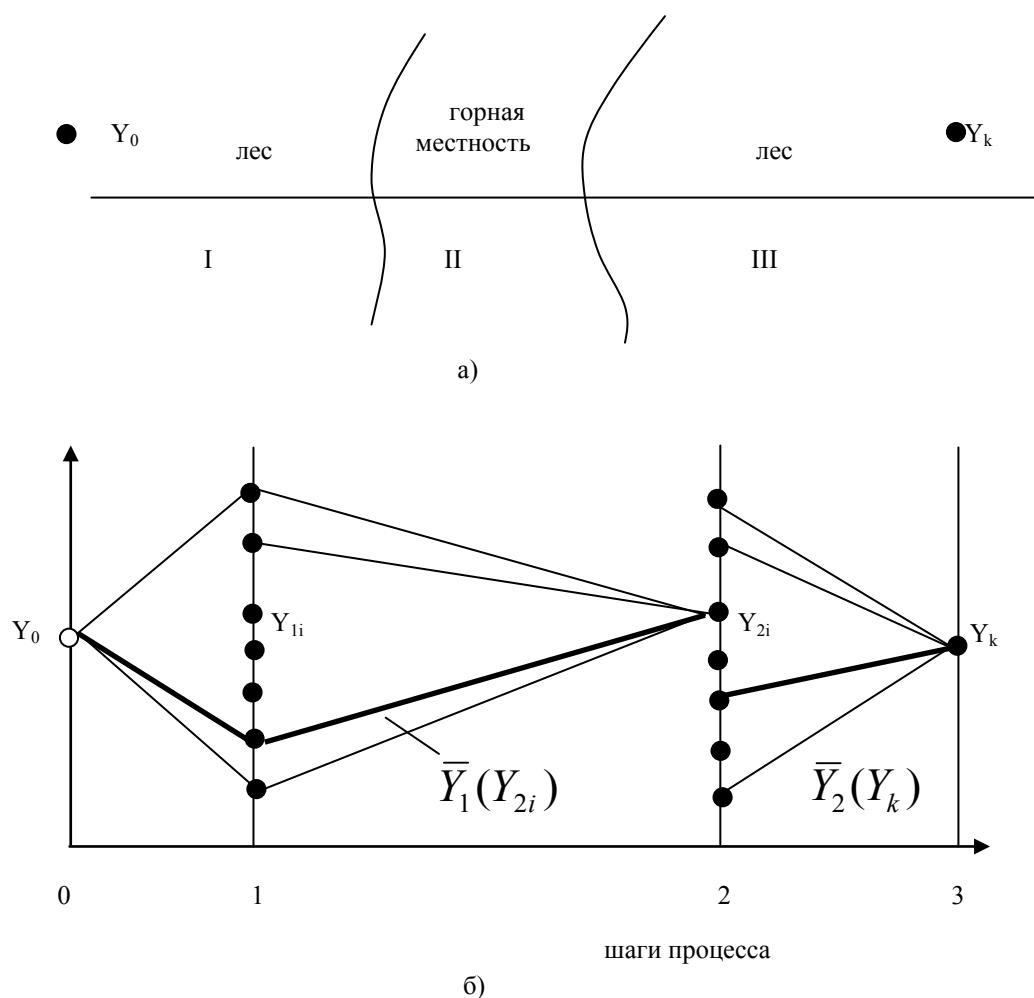 горная
местность
Y₀ лес лес Yₖ
I II III
а)
Y₀ Y₁ᵢ Y₂ᵢ Yₖ
Y̅₁(Y₂ᵢ) Y̅₂(Yₖ)
0 1 2 3
шаги процесса
б)